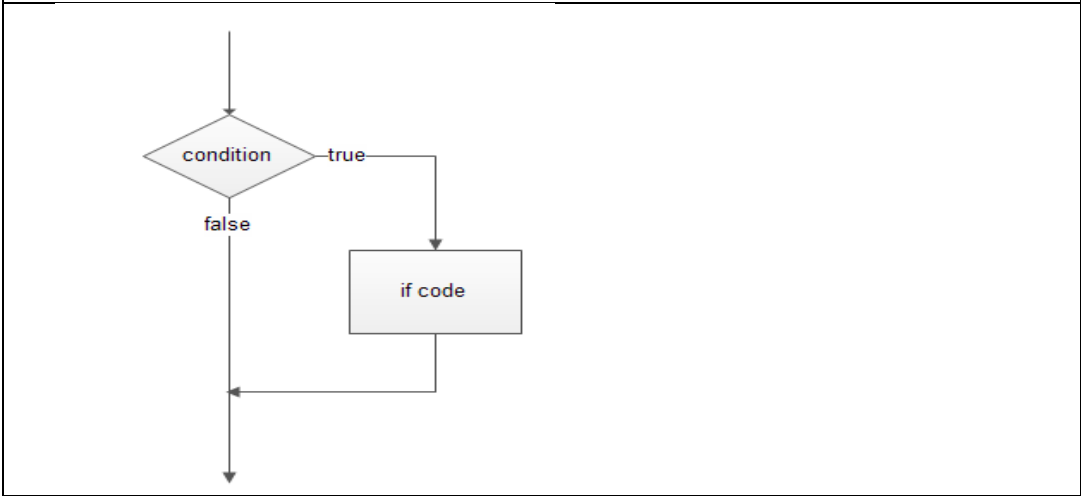 condition
true
false
if code